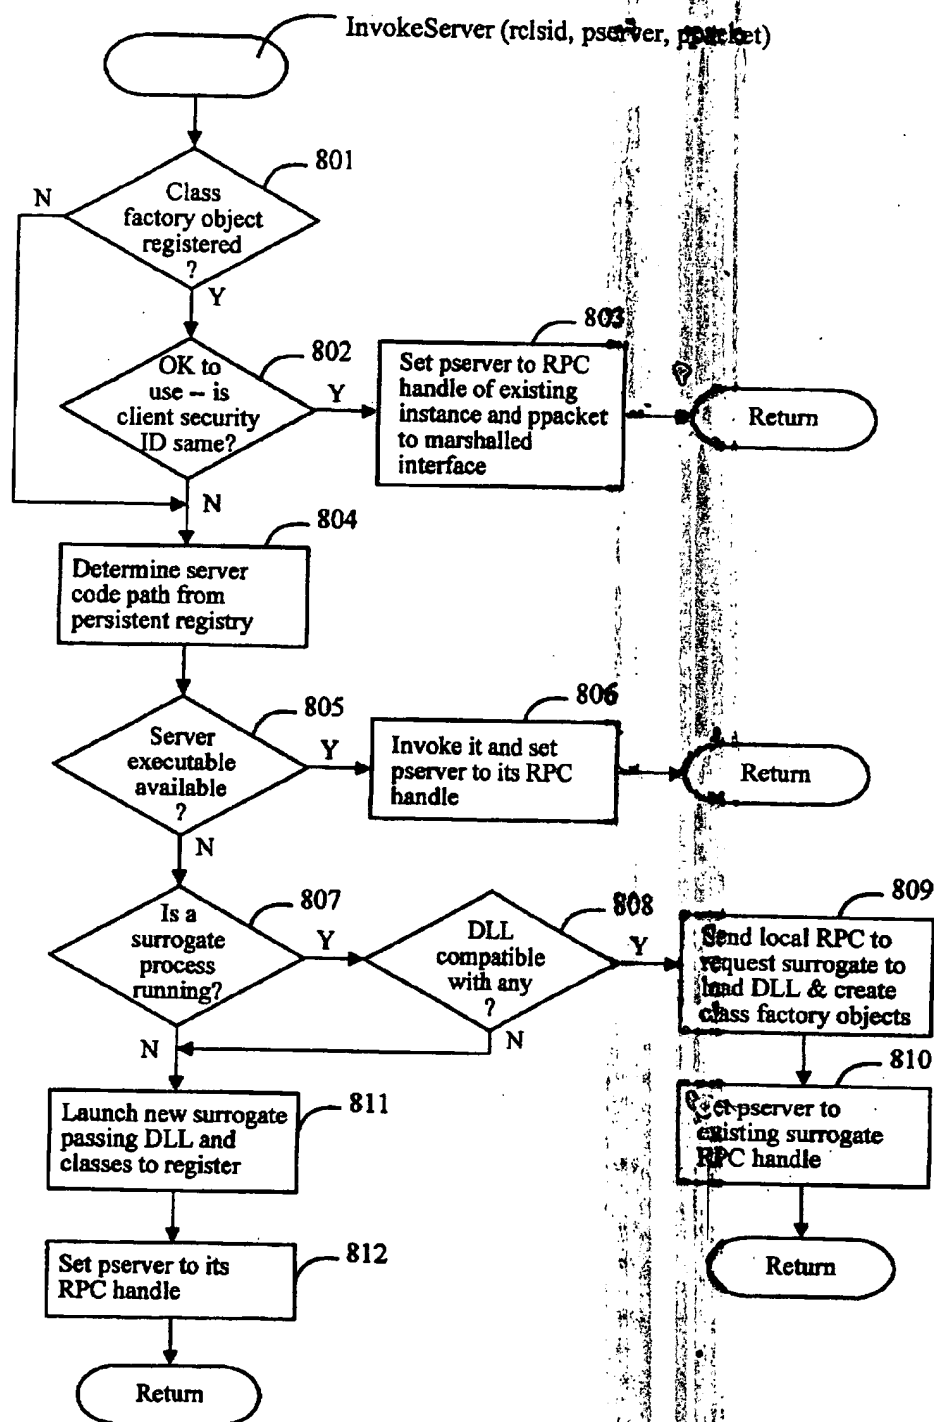 InvokeServer (rclsid, pserver, ppacket)
801
Class
factory object
registered
?
N
Y
802
OK to
use – is
client security
ID same?
Y
N
803
Set pserver to RPC
handle of existing
instance and ppacket
to marshalled
interface
Return
804
Determine server
code path from
persistent registry
805
Server
executable
available
?
Y
N
806
Invoke it and set
pserver to its RPC
handle
Return
807
Is a
surrogate
process
running?
Y
N
808
DLL
compatible
with any
?
Y
N
809
Send local RPC to
request surrogate to
load DLL & create
class factory objects
810
Set pserver to
existing surrogate
RPC handle
Return
811
Launch new surrogate
passing DLL and
classes to register
812
Set pserver to its
RPC handle
Return